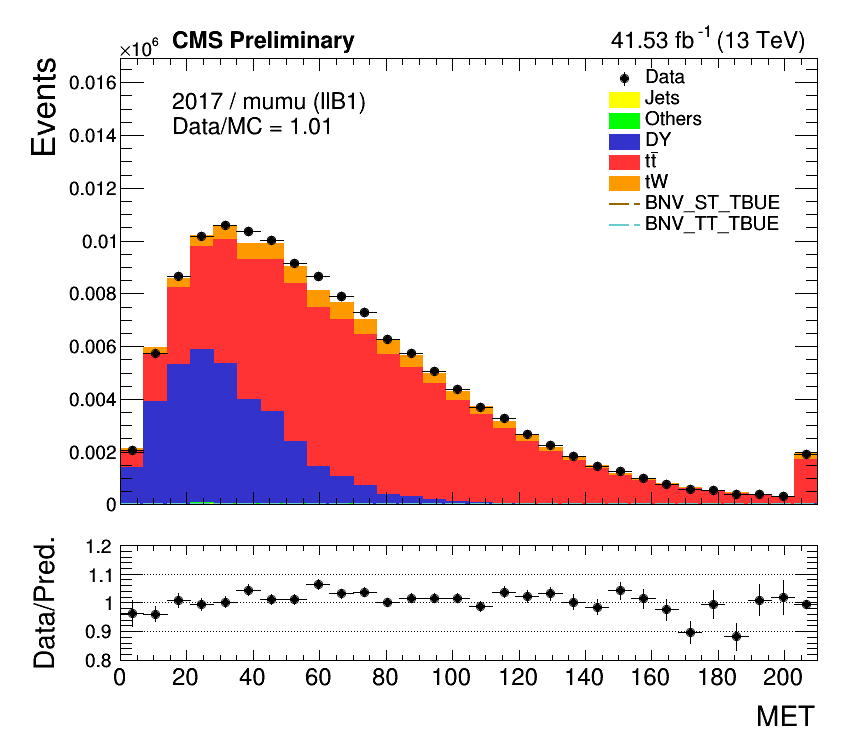 ×10⁶ CMS Preliminary 41.53 fb⁻¹ (13 TeV)
Events
0.016
0.014
0.012
0.01
0.008
0.006
0.004
0.002
0
2017 / mumu (llB1)
Data/MC = 1.01
Data
Jets
Others
DY
tt̄
tW
BNV_ST_TBUE
BNV_TT_TBUE
Data/Pred.
1.2
1.1
1
0.9
0.8
0 20 40 60 80 100 120 140 160 180 200
MET